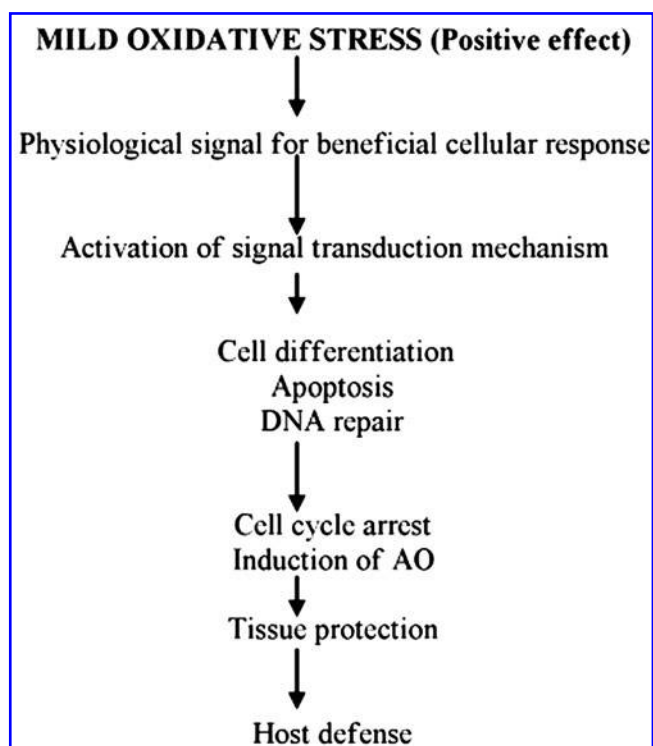 MILD OXIDATIVE STRESS (Positive effect)
Physiological signal for beneficial cellular response
Activation of signal transduction mechanism
Cell differentiation
Apoptosis
DNA repair
Cell cycle arrest
Induction of AO
Tissue protection
Host defense